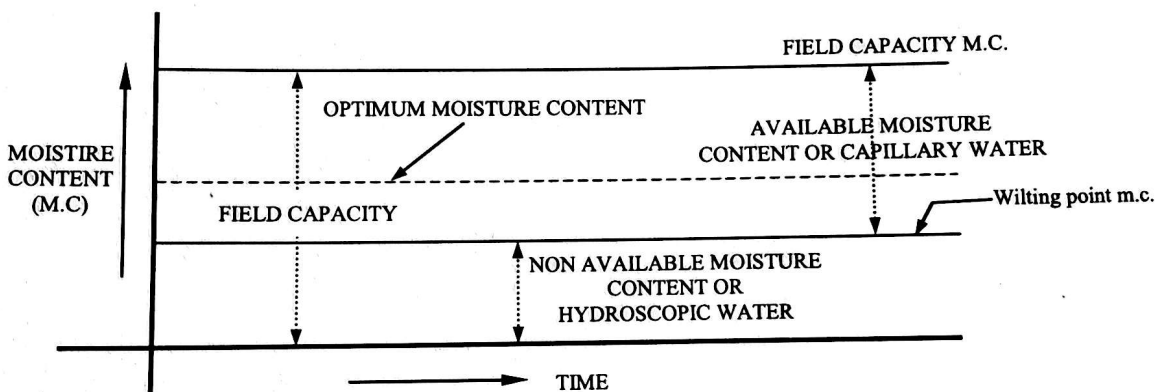 FIELD CAPACITY M.C.
OPTIMUM MOISTURE CONTENT
AVAILABLE MOISTURE
CONTENT OR CAPILLARY WATER
MOISTIRE
CONTENT
(M.C)
Wilting point m.c.
FIELD CAPACITY
NON AVAILABLE MOISTURE
CONTENT OR
HYDROSCOPIC WATER
TIME